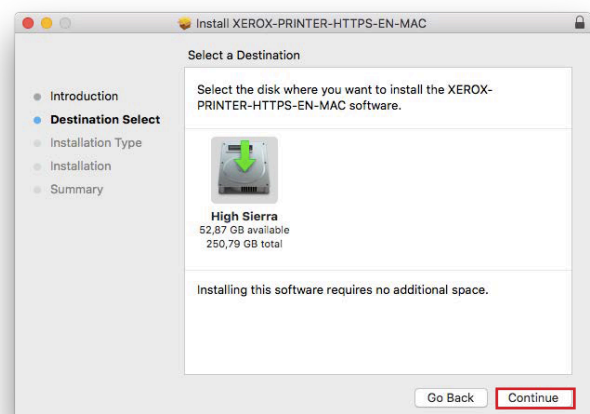 Install XEROX-PRINTER-HTTPS-EN-MAC
Select a Destination
Introduction
Destination Select
Installation Type
Installation
Summary
Select the disk where you want to install the XEROX-
PRINTER-HTTPS-EN-MAC software.
High Sierra
52,87 GB available
250,79 GB total
Installing this software requires no additional space.
Go Back
Continue